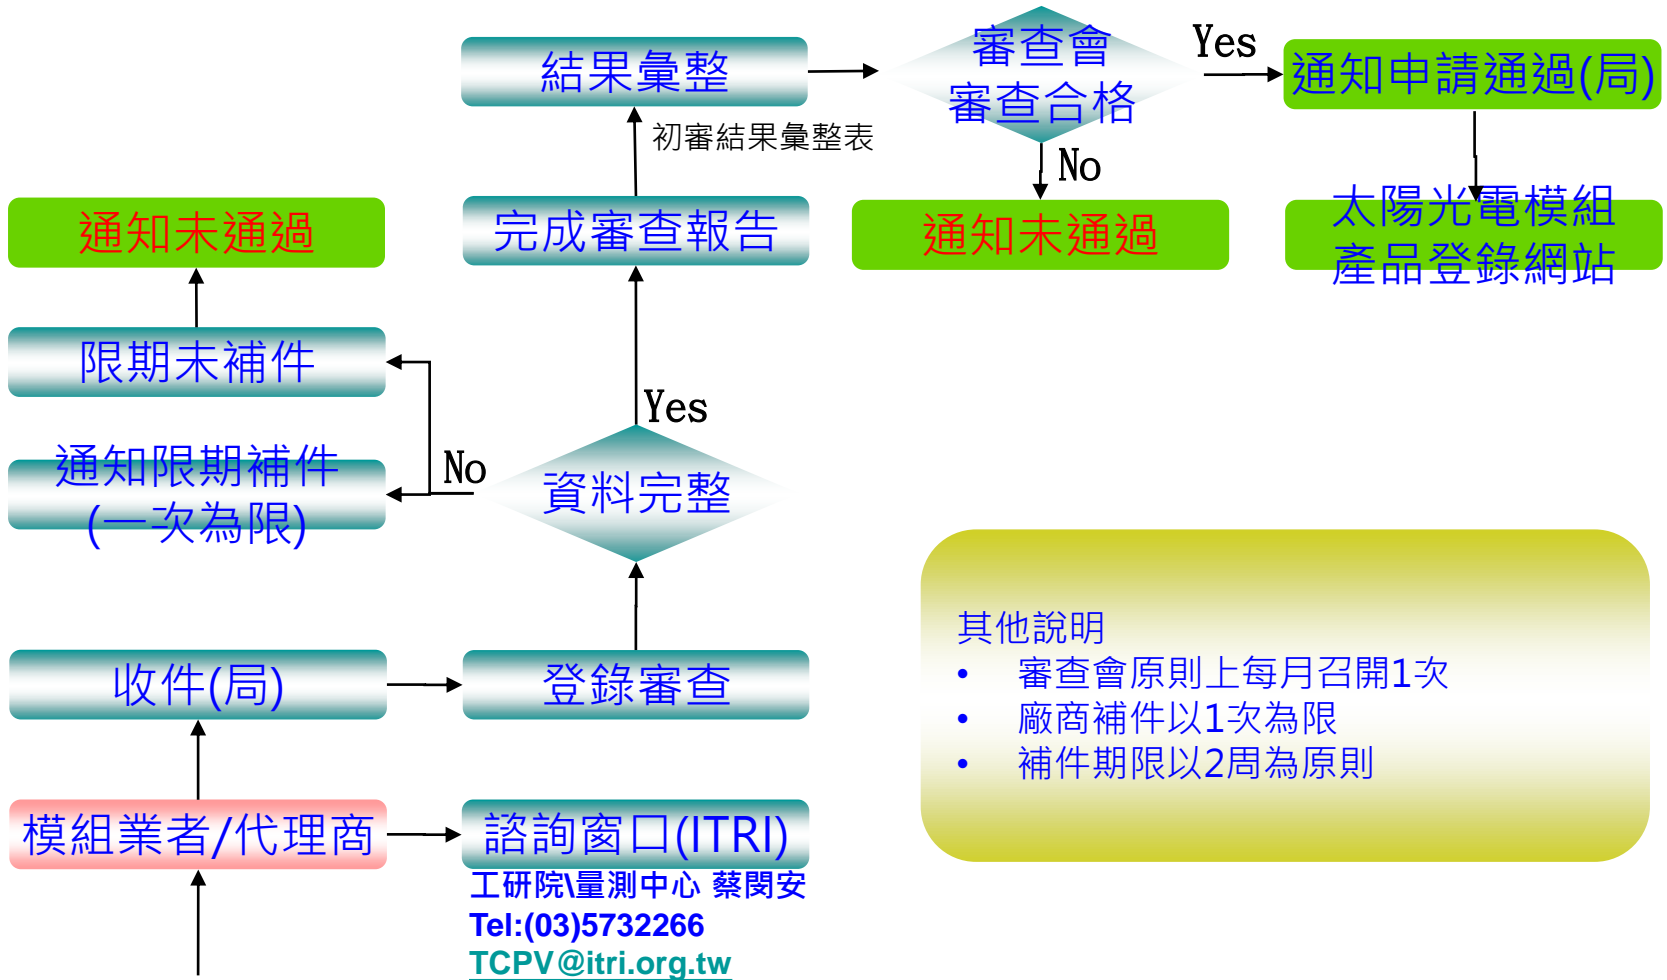 結果彙整
審查會
審查合格
Yes
通知申請通過(局)
初審結果彙整表
No
通知未通過
完成審查報告
通知未通過
太陽光電模組
產品登錄網站
限期未補件
Yes
通知限期補件
(一次為限)
No
資料完整
其他說明
• 審查會原則上每月召開1次
• 廠商補件以1次為限
• 補件期限以2周為原則
收件(局)
登錄審查
模組業者/代理商
諮詢窗口(ITRI)
工研院\量測中心 蔡閔安
Tel:(03)5732266
TCPV@itri.org.tw